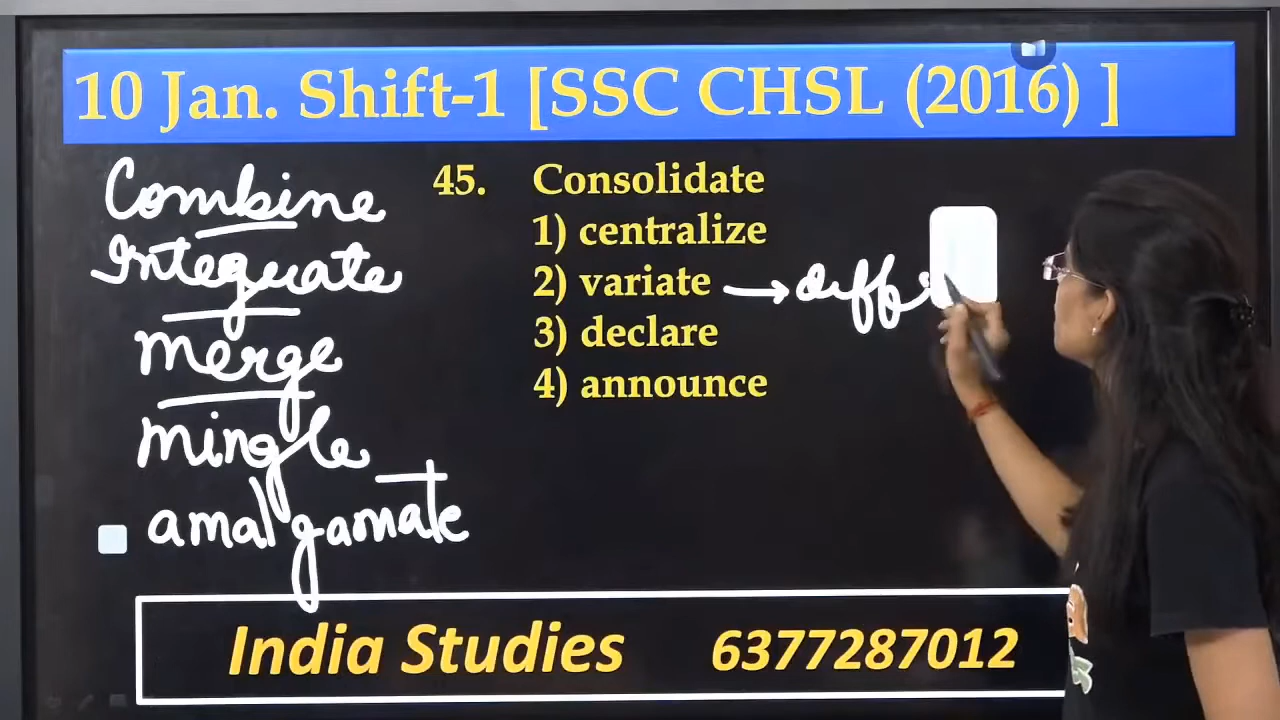 10 Jan. Shift-1 [SSC CHSL (2016) ]
Combine
Integuate
Merge
Mingle
amalgamate
45. Consolidate
1) centralize
2) variate → diff
3) declare
4) announce
India Studies 6377287012